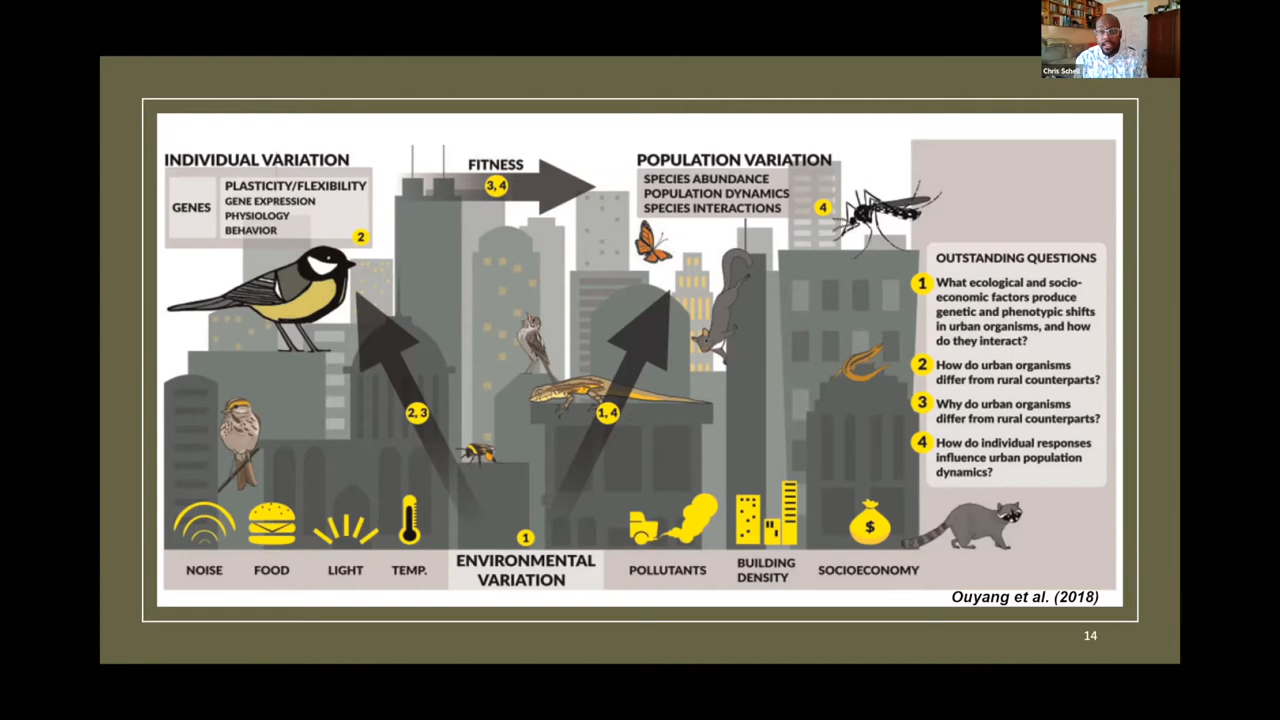 Chris Schell
INDIVIDUAL VARIATION
GENES
PLASTICITY/FLEXIBILITY
GENE EXPRESSION
PHYSIOLOGY
BEHAVIOR
2
FITNESS
3, 4
POPULATION VARIATION
SPECIES ABUNDANCE
POPULATION DYNAMICS
SPECIES INTERACTIONS
4
2, 3
1, 4
OUTSTANDING QUESTIONS
1 What ecological and socio-
economic factors produce
genetic and phenotypic shifts
in urban organisms, and how
do they interact?
2 How do urban organisms
differ from rural counterparts?
3 Why do urban organisms
differ from rural counterparts?
4 How do individual responses
influence urban population
dynamics?
1
$
NOISE
FOOD
LIGHT
TEMP.
ENVIRONMENTAL
VARIATION
POLLUTANTS
BUILDING
DENSITY
SOCIOECONOMY
Ouyang et al. (2018)
14